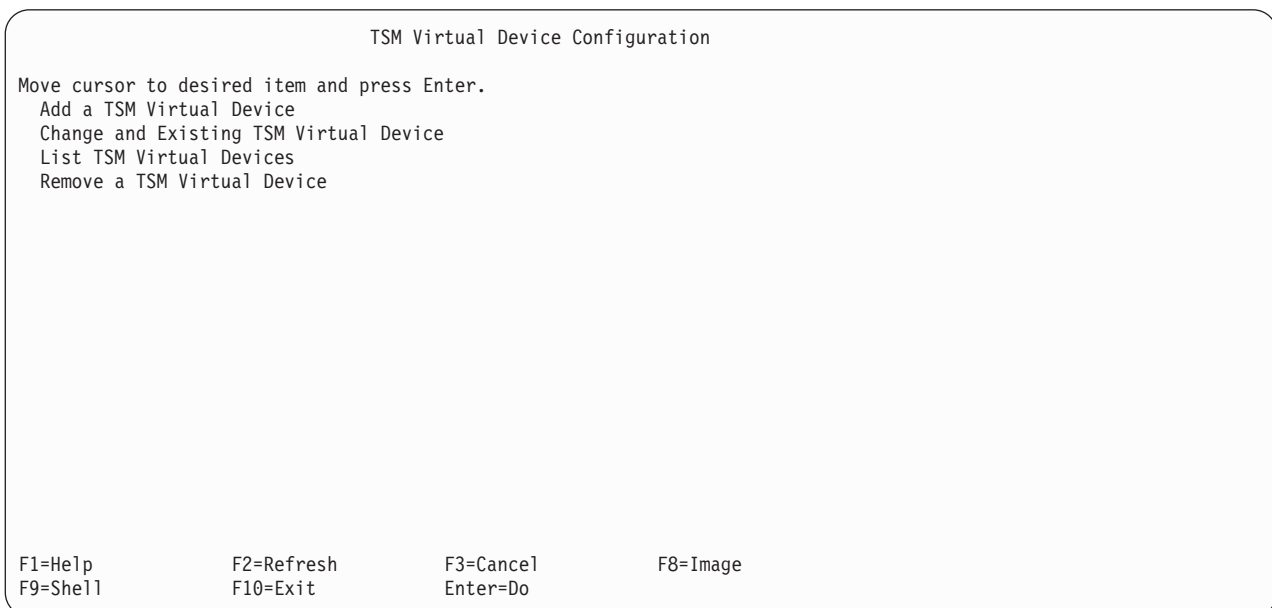 TSM Virtual Device Configuration
Move cursor to desired item and press Enter.
Add a TSM Virtual Device
Change and Existing TSM Virtual Device
List TSM Virtual Devices
Remove a TSM Virtual Device
F1=Help F2=Refresh F3=Cancel F8=Image
F9=Shell F10=Exit Enter=Do